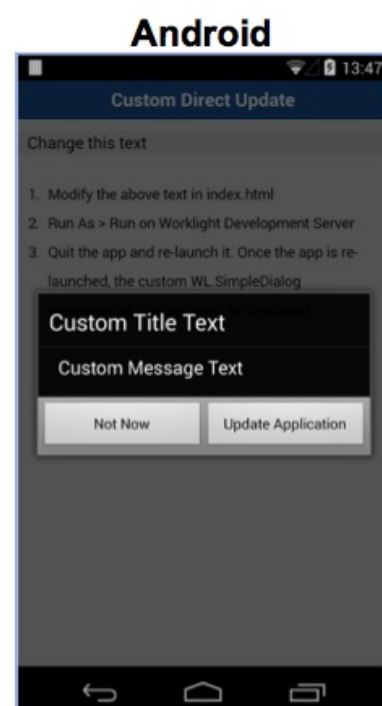 Android
13:47
Custom Direct Update
Change this text
1. Modify the above text in index.html
2. Run As > Run on Worklight Development Server
3. Quit the app and re-launch it. Once the app is re-
launched, the custom WL.SimpleDialog
Custom Title Text
Custom Message Text
Not Now
Update Application